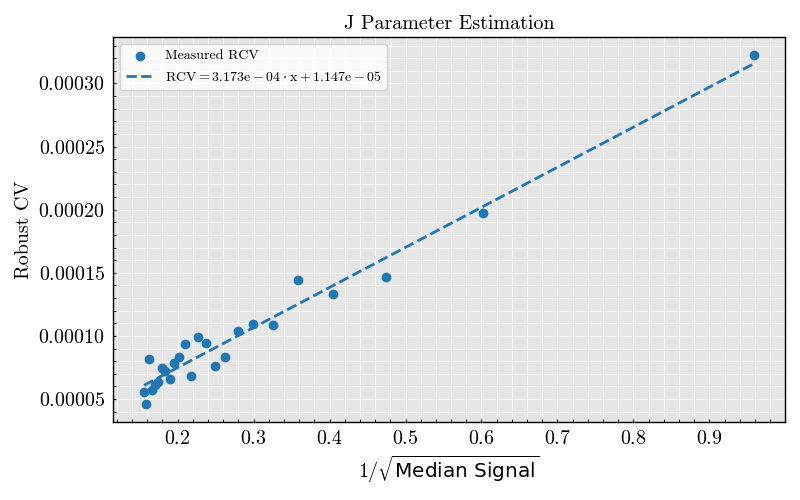 J Parameter Estimation
Measured RCV
RCV = 3.173e − 04 · x + 1.147e − 05
Robust CV
0.00030
0.00025
0.00020
0.00015
0.00010
0.00005
0.2 0.3 0.4 0.5 0.6 0.7 0.8 0.9
1/√Median Signal